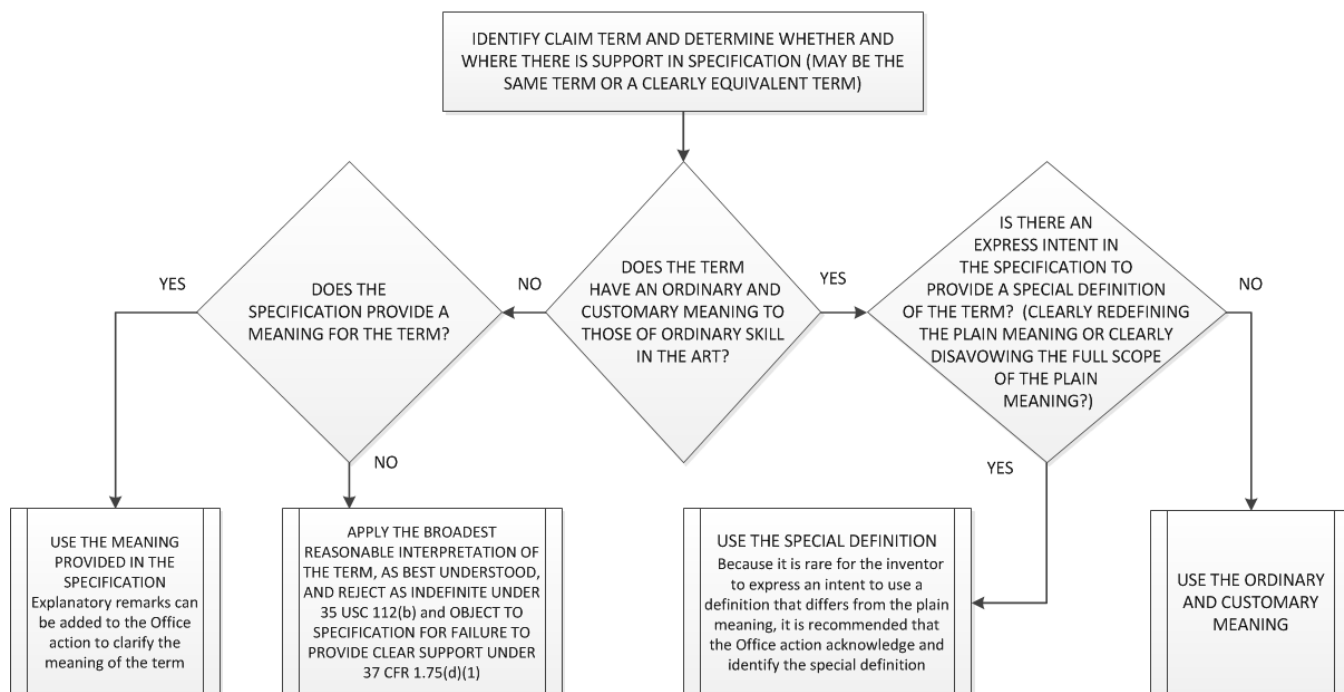 IDENTIFY CLAIM TERM AND DETERMINE WHETHER AND
WHERE THERE IS SUPPORT IN SPECIFICATION (MAY BE THE
SAME TERM OR A CLEARLY EQUIVALENT TERM)
YES
DOES THE
SPECIFICATION PROVIDE A
MEANING FOR THE TERM?
NO
DOES THE TERM
HAVE AN ORDINARY AND
CUSTOMARY MEANING TO
THOSE OF ORDINARY SKILL
IN THE ART?
YES
IS THERE AN
EXPRESS INTENT IN
THE SPECIFICATION TO
PROVIDE A SPECIAL DEFINITION
OF THE TERM? (CLEARLY REDEFINING
THE PLAIN MEANING OR CLEARLY
DISAVOWING THE FULL SCOPE
OF THE PLAIN
MEANING?)
NO
NO
YES
USE THE MEANING
PROVIDED IN THE
SPECIFICATION
Explanatory remarks can
be added to the Office
action to clarify the
meaning of the term
APPLY THE BROADEST
REASONABLE INTERPRETATION OF
THE TERM, AS BEST UNDERSTOOD,
AND REJECT AS INDEFINITE UNDER
35 USC 112(b) and OBJECT TO
SPECIFICATION FOR FAILURE TO
PROVIDE CLEAR SUPPORT UNDER
37 CFR 1.75(d)(1)
USE THE SPECIAL DEFINITION
Because it is rare for the inventor
to express an intent to use a
definition that differs from the plain
meaning, it is recommended that
the Office action acknowledge and
identify the special definition
USE THE ORDINARY
AND CUSTOMARY
MEANING